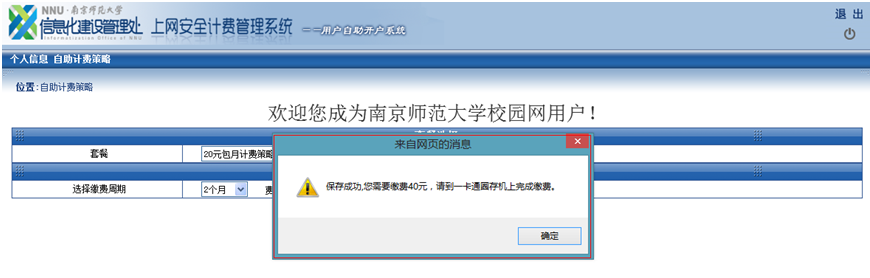 NNU·南京师范大学
信息化建设管理处 上网安全计费管理系统 ——用户自助开户系统
Informatization Office of NNU
退 出
个人信息 自助计费策略
位置:自助计费策略
欢迎您成为南京师范大学校园网用户！
来自网页的消息
套餐 20元包月计费策略
保存成功,您需要缴费40元，请到一卡通圈存机上完成缴费。
选择缴费周期 2个月 费
确定